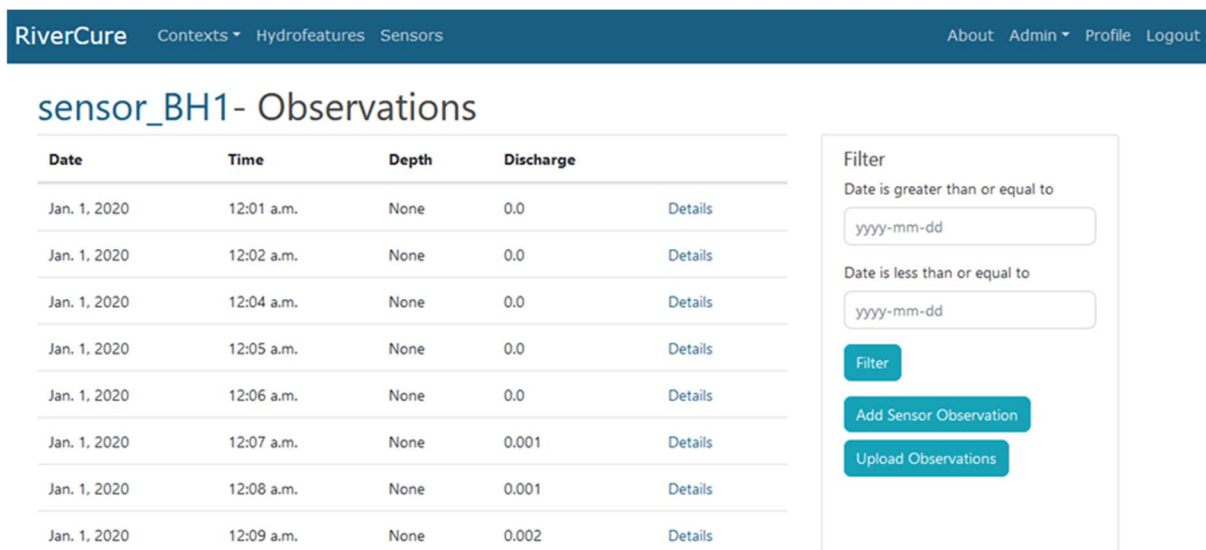 RiverCure Contexts Hydrofeatures Sensors About Admin Profile Logout
sensor_BH1- Observations
Date Time Depth Discharge
Jan. 1, 2020 12:01 a.m. None 0.0 Details
Jan. 1, 2020 12:02 a.m. None 0.0 Details
Jan. 1, 2020 12:04 a.m. None 0.0 Details
Jan. 1, 2020 12:05 a.m. None 0.0 Details
Jan. 1, 2020 12:06 a.m. None 0.0 Details
Jan. 1, 2020 12:07 a.m. None 0.001 Details
Jan. 1, 2020 12:08 a.m. None 0.001 Details
Jan. 1, 2020 12:09 a.m. None 0.002 Details
Filter
Date is greater than or equal to
yyyy-mm-dd
Date is less than or equal to
yyyy-mm-dd
Filter
Add Sensor Observation
Upload Observations